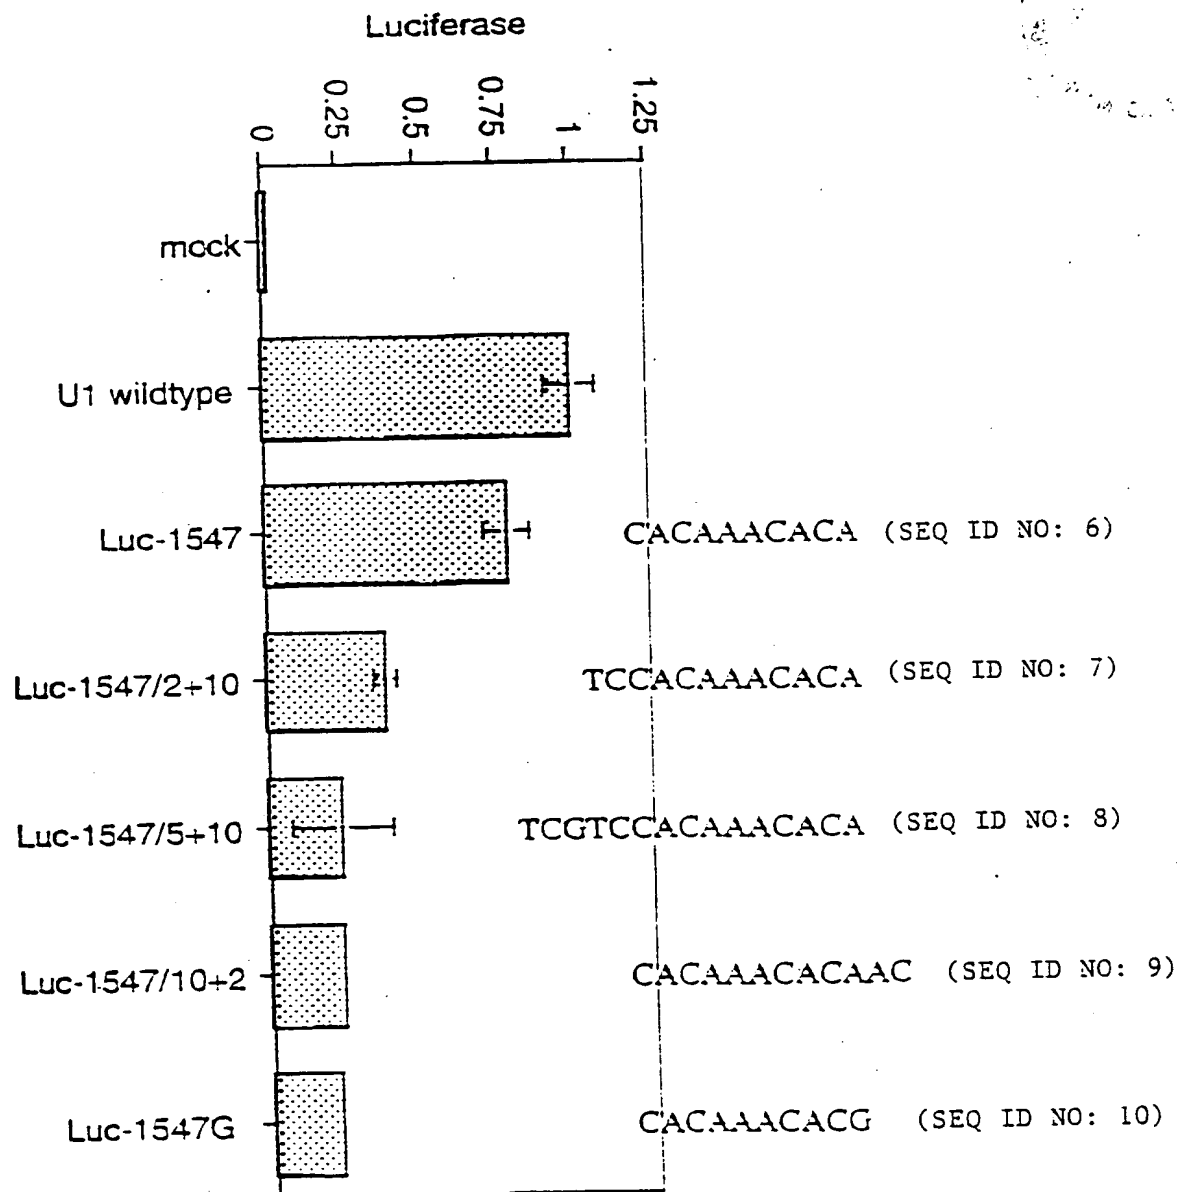 Luciferase
0 0.25 0.5 0.75 1 1.25
mock
U1 wildtype
Luc-1547 CACAAACACA (SEQ ID NO: 6)
Luc-1547/2+10 TCCACAAACACA (SEQ ID NO: 7)
Luc-1547/5+10 TCGTCCACAAACACA (SEQ ID NO: 8)
Luc-1547/10+2 CACAAACACAAC (SEQ ID NO: 9)
Luc-1547G CACAAACACG (SEQ ID NO: 10)